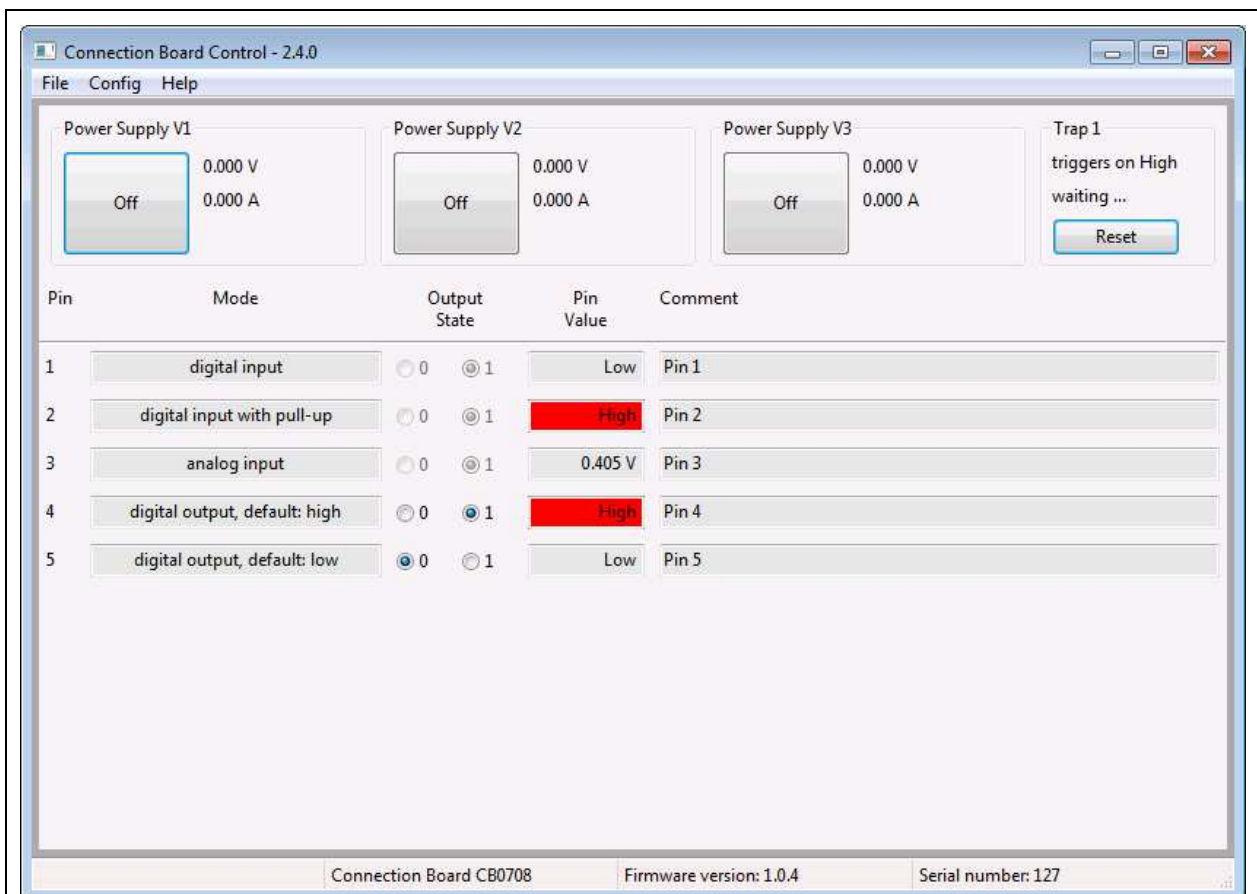 Connection Board Control - 2.4.0
File Config Help
Power Supply V1 Power Supply V2 Power Supply V3 Trap 1
Off 0.000 V 0.000 A Off 0.000 V 0.000 A Off 0.000 V 0.000 A triggers on High
waiting ...
Reset
Pin Mode Output State Pin Value Comment
1 digital input 0 1 Low Pin 1
2 digital input with pull-up 0 1 High Pin 2
3 analog input 0 1 0.405 V Pin 3
4 digital output, default: high 0 1 High Pin 4
5 digital output, default: low 0 1 Low Pin 5
Connection Board CB0708 Firmware version: 1.0.4 Serial number: 127